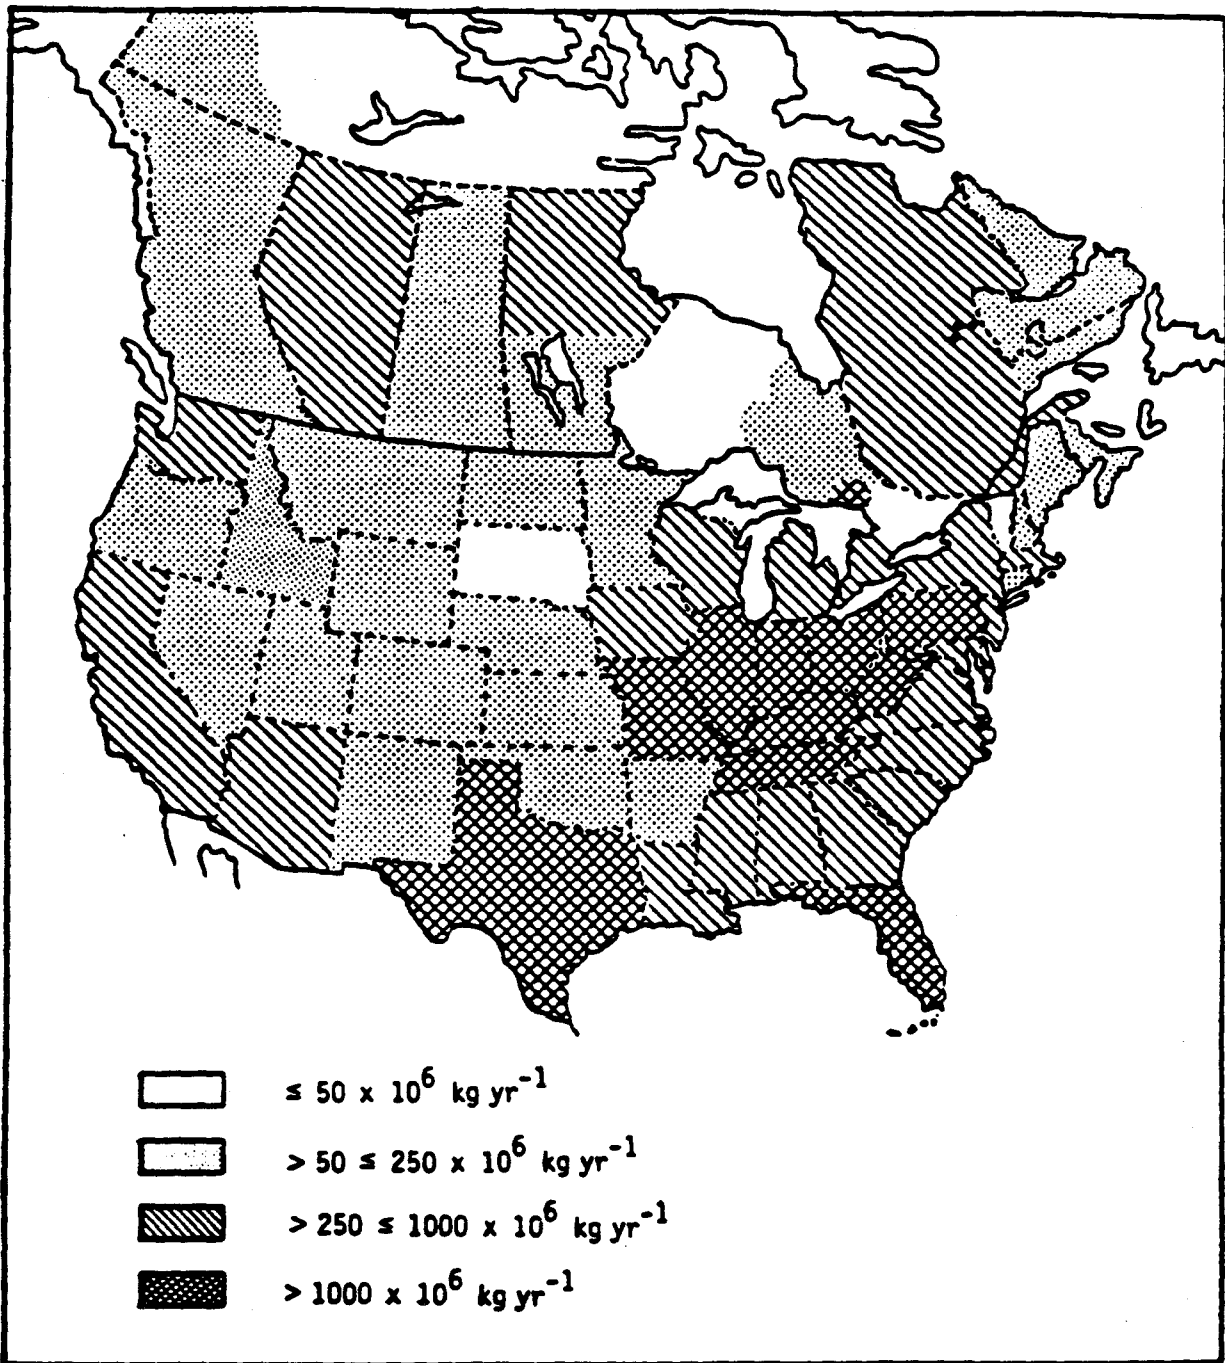 ≤ 50 x 10⁶ kg yr⁻¹
> 50 ≤ 250 x 10⁶ kg yr⁻¹
> 250 ≤ 1000 x 10⁶ kg yr⁻¹
> 1000 x 10⁶ kg yr⁻¹